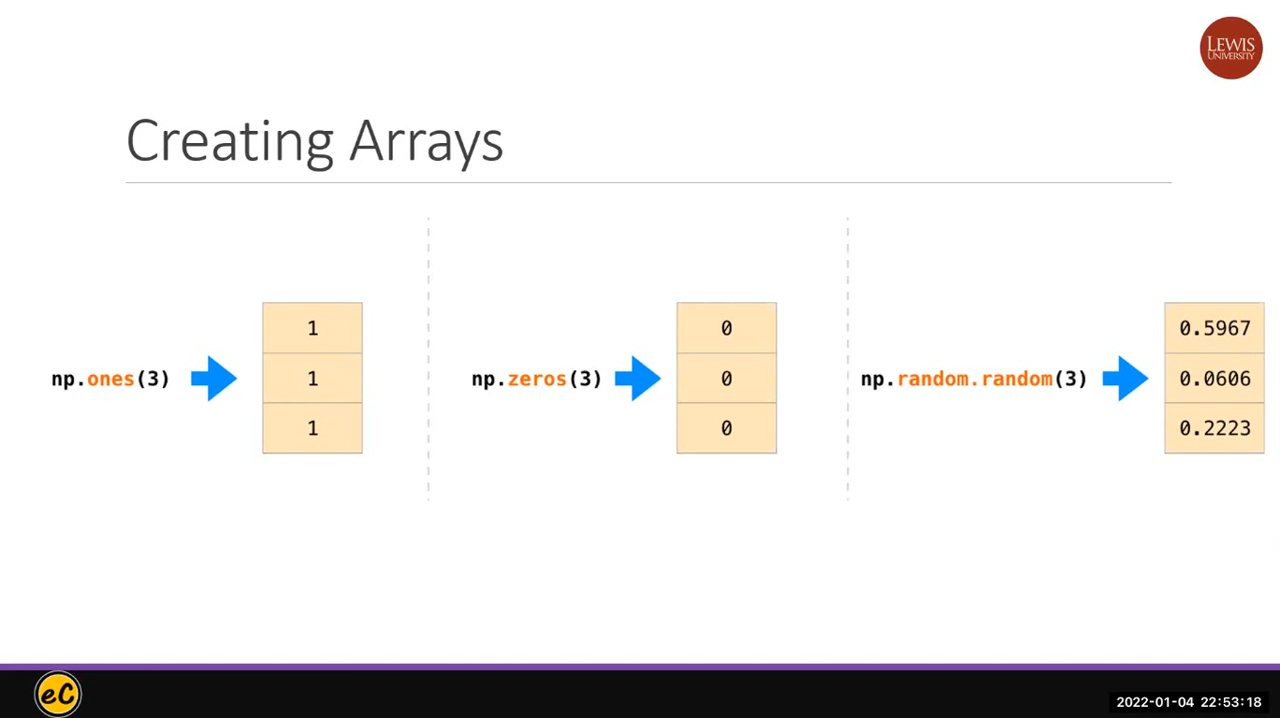 LEWIS
UNIVERSITY
Creating Arrays
np.ones(3)
1
1
1
np.zeros(3)
0
0
0
np.random.random(3)
0.5967
0.0606
0.2223
eC
2022-01-04 22:53:18